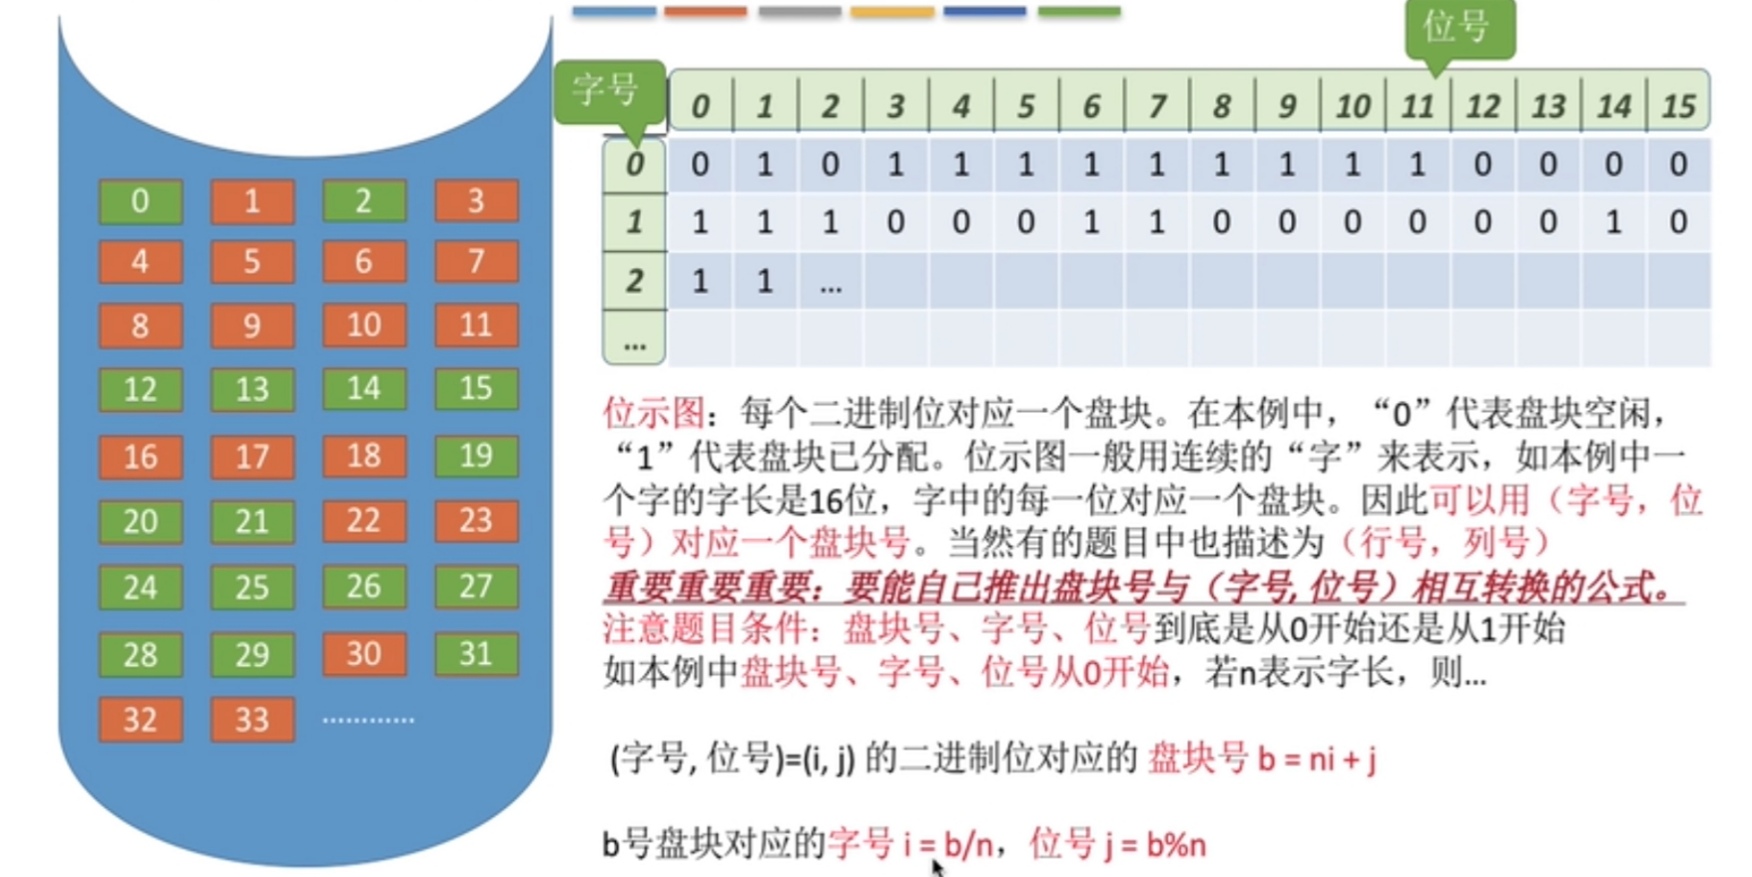 位号
字号
0 1 2 3 4 5 6 7 8 9 10 11 12 13 14 15
0 0 1 0 1 1 1 1 1 1 1 1 1 0 0 0 0
1 1 1 1 0 0 0 1 1 0 0 0 0 0 0 1 0
2 1 1 ...
...
0 1 2 3
4 5 6 7
8 9 10 11
12 13 14 15
16 17 18 19
20 21 22 23
24 25 26 27
28 29 30 31
32 33 …………
位示图：每个二进制位对应一个盘块。在本例中，“0”代表盘块空闲，
“1”代表盘块已分配。位示图一般用连续的“字”来表示，如本例中一
个字的字长是16位，字中的每一位对应一个盘块。因此可以用（字号，位
号）对应一个盘块号。当然有的题目中也描述为（行号，列号）
重要重要重要：要能自己推出盘块号与（字号, 位号）相互转换的公式。
注意题目条件：盘块号、字号、位号到底是从0开始还是从1开始
如本例中盘块号、字号、位号从0开始，若n表示字长，则...
(字号, 位号)=(i, j) 的二进制位对应的 盘块号 b = ni + j
b号盘块对应的字号 i = b/n，位号 j = b%n